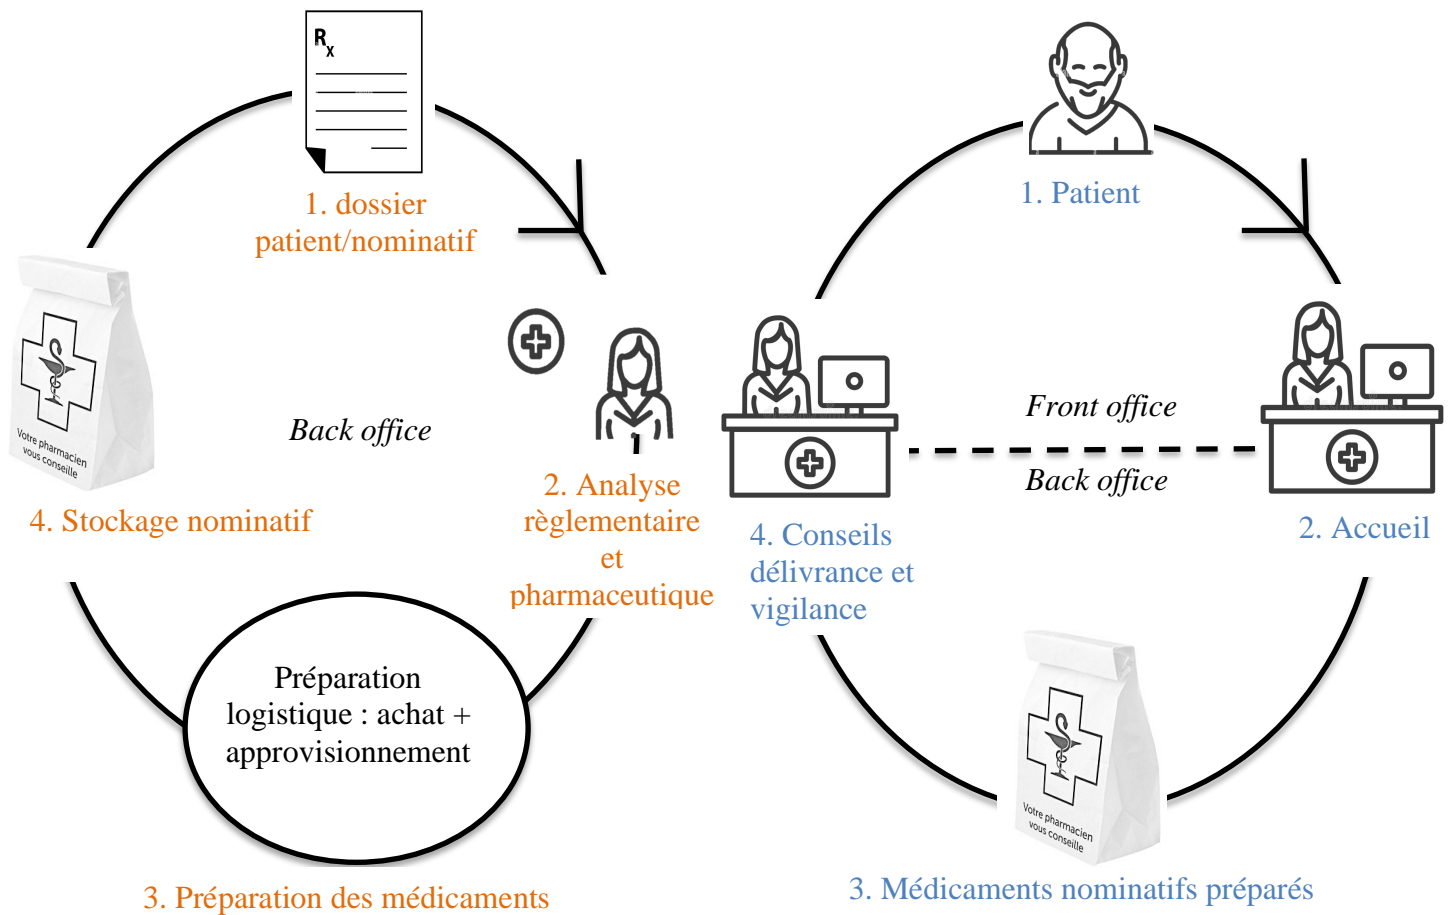 Rx
1. dossier
patient/nominatif
1. Patient
Votre pharmacien
vous conseille
Back office
Front office
Back office
4. Stockage nominatif
2. Analyse
règlementaire
et
pharmaceutique
4. Conseils
délivrance et
vigilance
2. Accueil
Préparation
logistique : achat +
approvisionnement
Votre pharmacien
vous conseille
3. Préparation des médicaments
3. Médicaments nominatifs préparés